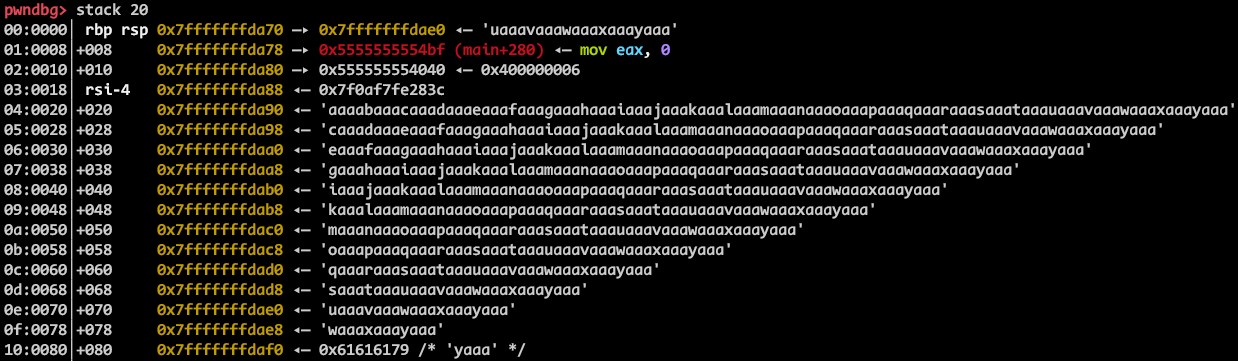 pwndbg> stack 20
00:0000│ rbp rsp 0x7fffffffda70 —▸ 0x7fffffffdae0 ◂— 'uaaavaaawaaaxaaayaaa'
01:0008│+008     0x7fffffffda78 —▸ 0x5555555554bf (main+280) ◂— mov eax, 0
02:0010│+010     0x7fffffffda80 —▸ 0x555555554040 ◂— 0x400000006
03:0018│ rsi-4   0x7fffffffda88 ◂— 0x7f0af7fe283c
04:0020│+020     0x7fffffffda90 ◂— 'aaaabaaacaaadaaaeaaafaaagaaahaaaiaaajaaakaaalaaamaaanaaaoaaapaaaqaaaraaasaaataaauaaavaaawaaaxaaayaaa'
05:0028│+028     0x7fffffffda98 ◂— 'caaadaaaeaaafaaagaaahaaaiaaajaaakaaalaaamaaanaaaoaaapaaaqaaaraaasaaataaauaaavaaawaaaxaaayaaa'
06:0030│+030     0x7fffffffdaa0 ◂— 'eaaafaaagaaahaaaiaaajaaakaaalaaamaaanaaaoaaapaaaqaaaraaasaaataaauaaavaaawaaaxaaayaaa'
07:0038│+038     0x7fffffffdaa8 ◂— 'gaaahaaaiaaajaaakaaalaaamaaanaaaoaaapaaaqaaaraaasaaataaauaaavaaawaaaxaaayaaa'
08:0040│+040     0x7fffffffdab0 ◂— 'iaaajaaakaaalaaamaaanaaaoaaapaaaqaaaraaasaaataaauaaavaaawaaaxaaayaaa'
09:0048│+048     0x7fffffffdab8 ◂— 'kaaalaaamaaanaaaoaaapaaaqaaaraaasaaataaauaaavaaawaaaxaaayaaa'
0a:0050│+050     0x7fffffffdac0 ◂— 'maaanaaaoaaapaaaqaaaraaasaaataaauaaavaaawaaaxaaayaaa'
0b:0058│+058     0x7fffffffdac8 ◂— 'oaaapaaaqaaaraaasaaataaauaaavaaawaaaxaaayaaa'
0c:0060│+060     0x7fffffffdad0 ◂— 'qaaaraaasaaataaauaaavaaawaaaxaaayaaa'
0d:0068│+068     0x7fffffffdad8 ◂— 'saaataaauaaavaaawaaaxaaayaaa'
0e:0070│+070     0x7fffffffdae0 ◂— 'uaaavaaawaaaxaaayaaa'
0f:0078│+078     0x7fffffffdae8 ◂— 'waaaxaaayaaa'
10:0080│+080     0x7fffffffdaf0 ◂— 0x61616179 /* 'yaaa' */